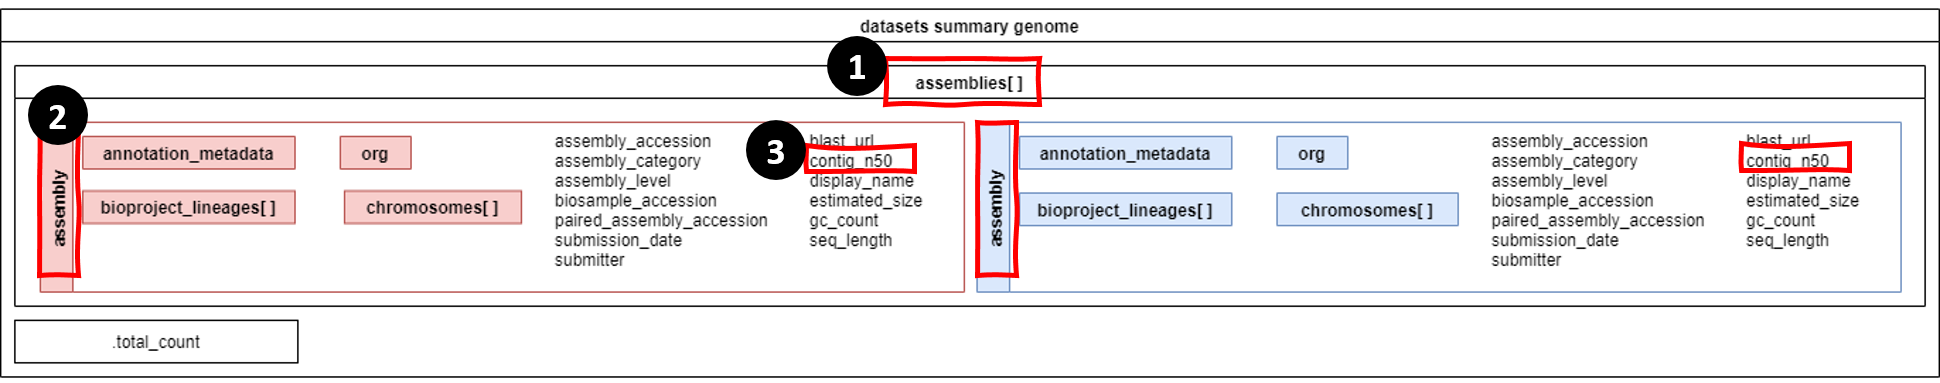 datasets summary genome
1
assemblies[ ]
2
assembly
annotation_metadata
org
bioproject_lineages[ ]
chromosomes[ ]
assembly_accession
assembly_category
assembly_level
biosample_accession
paired_assembly_accession
submission_date
submitter
3
blast_url
contig_n50
display_name
estimated_size
gc_count
seq_length
assembly
annotation_metadata
org
bioproject_lineages[ ]
chromosomes[ ]
assembly_accession
assembly_category
assembly_level
biosample_accession
paired_assembly_accession
submission_date
submitter
blast_url
contig_n50
display_name
estimated_size
gc_count
seq_length
.total_count